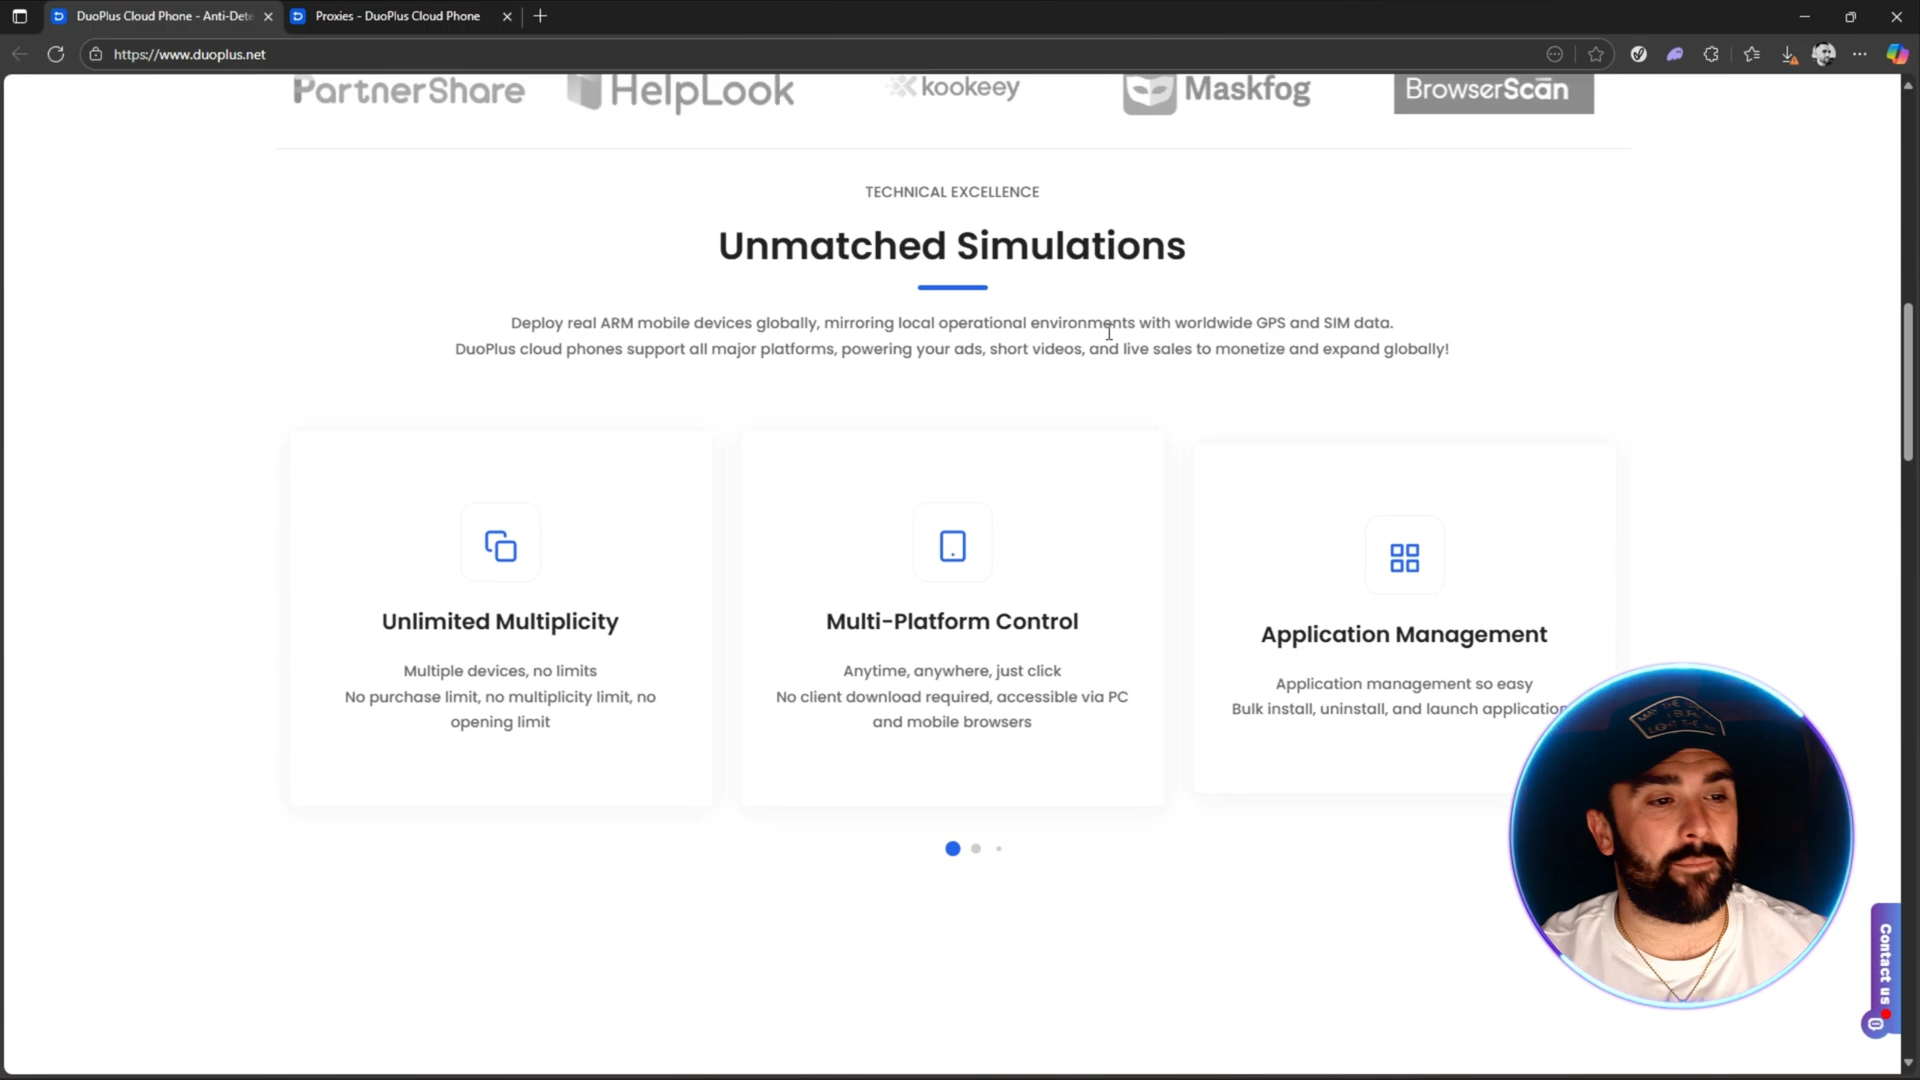 DuoPlus Cloud Phone - Anti-Dete
Proxies - DuoPlus Cloud Phone
https://www.duoplus.net
PartnerShare
HelpLook
kookeey
Maskfog
BrowserScan
TECHNICAL EXCELLENCE
Unmatched Simulations
Deploy real ARM mobile devices globally, mirroring local operational environments with worldwide GPS and SIM data.
DuoPlus cloud phones support all major platforms, powering your ads, short videos, and live sales to monetize and expand globally!
Unlimited Multiplicity
Multiple devices, no limits
No purchase limit, no multiplicity limit, no
opening limit
Multi-Platform Control
Anytime, anywhere, just click
No client download required, accessible via PC
and mobile browsers
Application Management
Application management so easy
Bulk install, uninstall, and launch application
Contact us